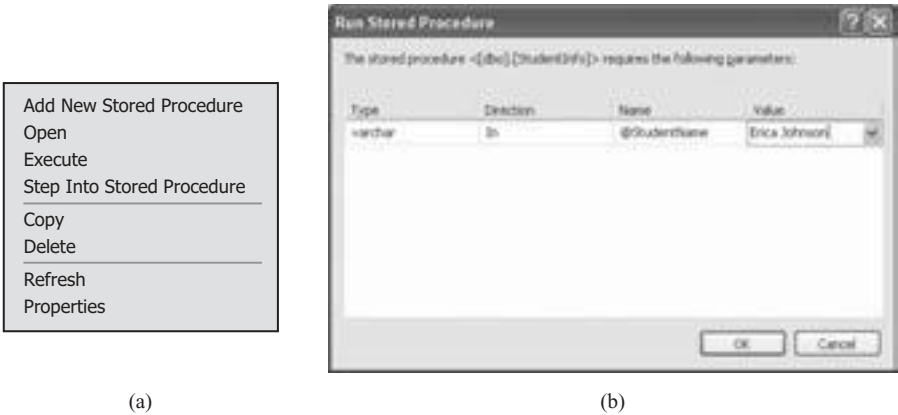 Add New Stored Procedure
Open
Execute
Step Into Stored Procedure
Copy
Delete
Refresh
Properties
(a)
Run Stored Procedure
The stored procedure <[dbo].[StudentInfo]> requires the following parameters:
Type Direction Name Value
varchar In @StudentName Erica Johnson
OK Cancel
(b)